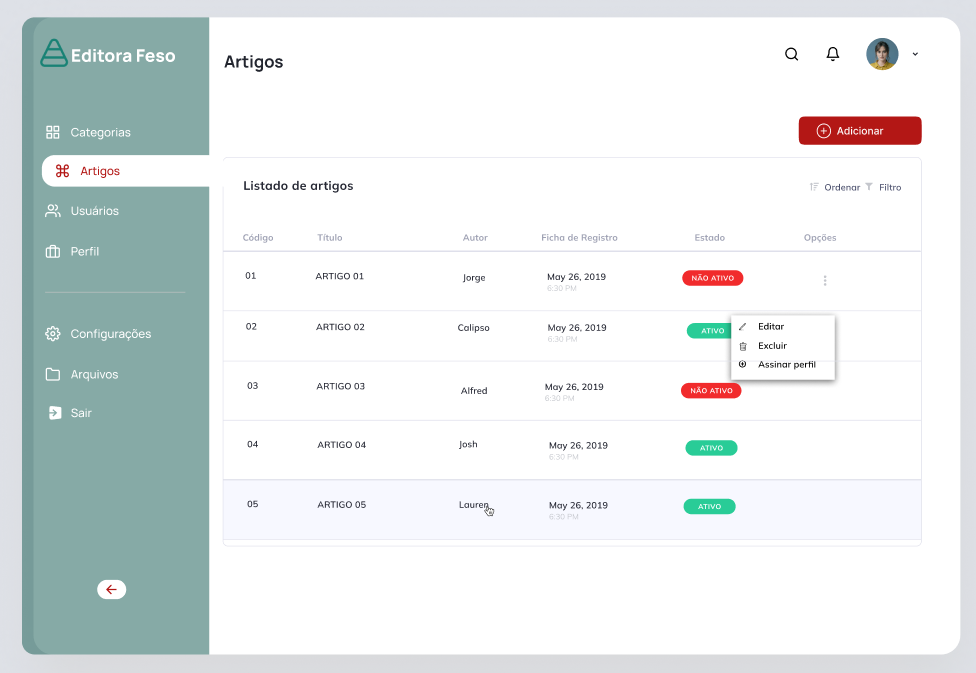 Editora Feso
Artigos
Categorias
Artigos
Usuários
Perfil
Configurações
Arquivos
Sair
Adicionar
Listado de artigos
Ordenar Filtro
Código Título Autor Ficha de Registro Estado Opções
01 ARTIGO 01 Jorge May 26, 2019 NÃO ATIVO
6:30 PM
02 ARTIGO 02 Calipso May 26, 2019 ATIVO
6:30 PM
Editar
Excluir
Assinar perfil
03 ARTIGO 03 Alfred May 26, 2019 NÃO ATIVO
6:30 PM
04 ARTIGO 04 Josh May 26, 2019 ATIVO
6:30 PM
05 ARTIGO 05 Lauren May 26, 2019 ATIVO
6:30 PM